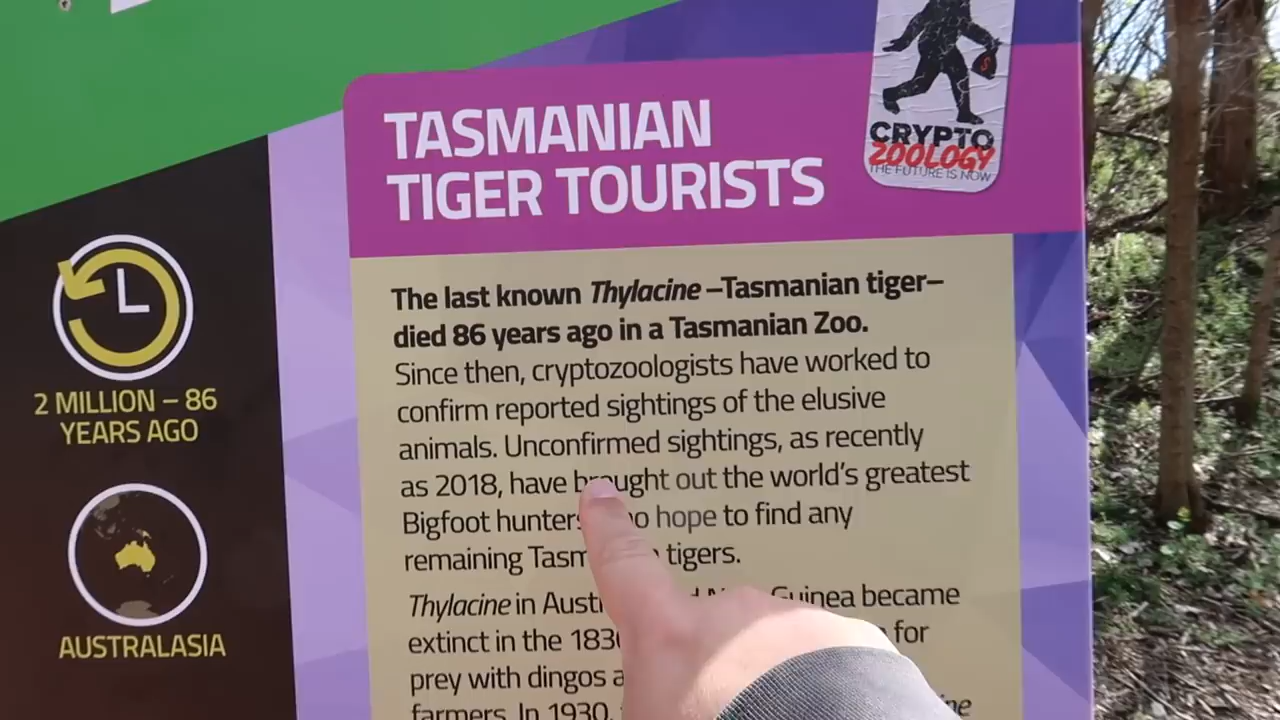 TASMANIAN
TIGER TOURISTS
CRYPTO
ZOOLOGY
THE FUTURE IS NOW
$
2 MILLION – 86
YEARS AGO
AUSTRALASIA
The last known Thylacine –Tasmanian tiger–
died 86 years ago in a Tasmanian Zoo.
Since then, cryptozoologists have worked to
confirm reported sightings of the elusive
animals. Unconfirmed sightings, as recently
as 2018, have brought out the world's greatest
Bigfoot hunters hope to find any
remaining tigers.
Thylacine in Guinea became
extinct in the for
prey with dingos
farmers. In 1930,